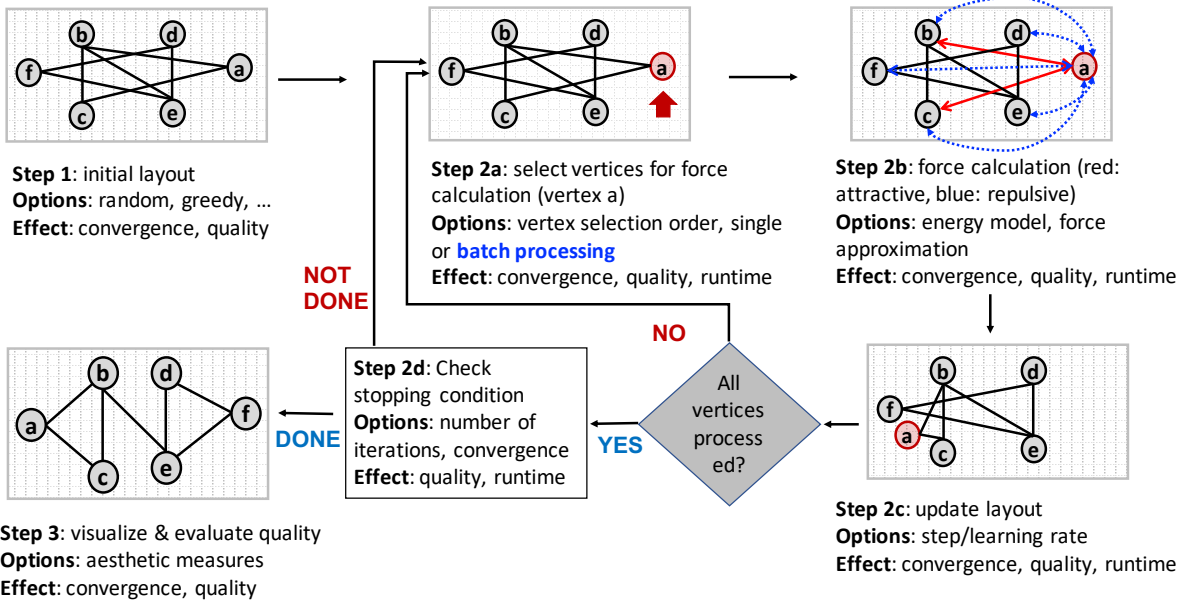 b
d
f
a
c
e
Step 1: initial layout
Options: random, greedy, ...
Effect: convergence, quality
b
d
f
a
c
e
Step 2a: select vertices for force
calculation (vertex a)
Options: vertex selection order, single
or batch processing
Effect: convergence, quality, runtime
b
d
f
a
c
e
Step 2b: force calculation (red:
attractive, blue: repulsive)
Options: energy model, force
approximation
Effect: convergence, quality, runtime
b
d
f
a
c
e
Step 2c: update layout
Options: step/learning rate
Effect: convergence, quality, runtime
All
vertices
process
ed?
NO
YES
Step 2d: Check
stopping condition
Options: number of
iterations, convergence
Effect: quality, runtime
NOT
DONE
DONE
b
d
a
f
c
e
Step 3: visualize & evaluate quality
Options: aesthetic measures
Effect: convergence, quality